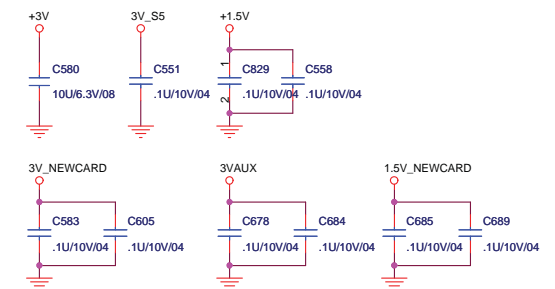 +3V 3V_S5 +1.5V
C580 C551 1 C829 C558
10U/6.3V/08 .1U/10V/04 2 .1U/10V/04 .1U/10V/04
3V_NEWCARD 3VAUX 1.5V_NEWCARD
C583 C605 C678 C684 C685 C689
.1U/10V/04 .1U/10V/04 .1U/10V/04 .1U/10V/04 .1U/10V/04 .1U/10V/04